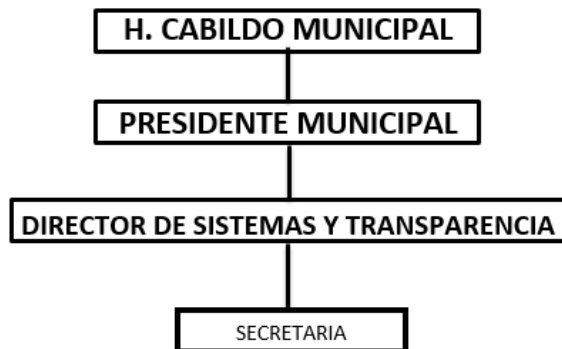 H. CABILDO MUNICIPAL
PRESIDENTE MUNICIPAL
DIRECTOR DE SISTEMAS Y TRANSPARENCIA
SECRETARIA